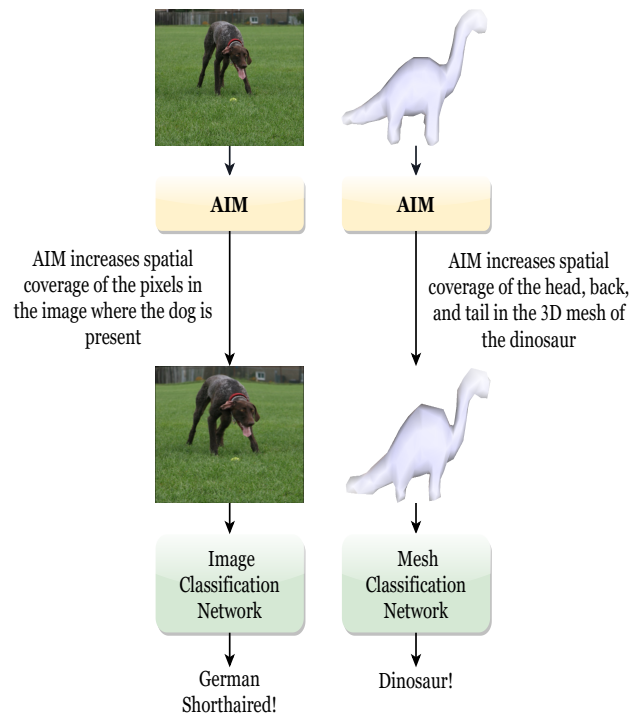 AIM
AIM
AIM increases spatial
coverage of the pixels in
the image where the dog is
present
AIM increases spatial
coverage of the head, back,
and tail in the 3D mesh of
the dinosaur
Image
Classification
Network
Mesh
Classification
Network
German
Shorthaired!
Dinosaur!